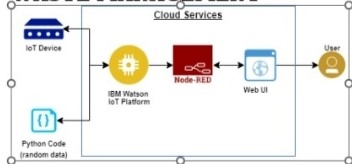 Cloud Services
IoT Device
User
IBM Watson
IoT Platform
Node-RED
Web UI
Python Code
(random data)